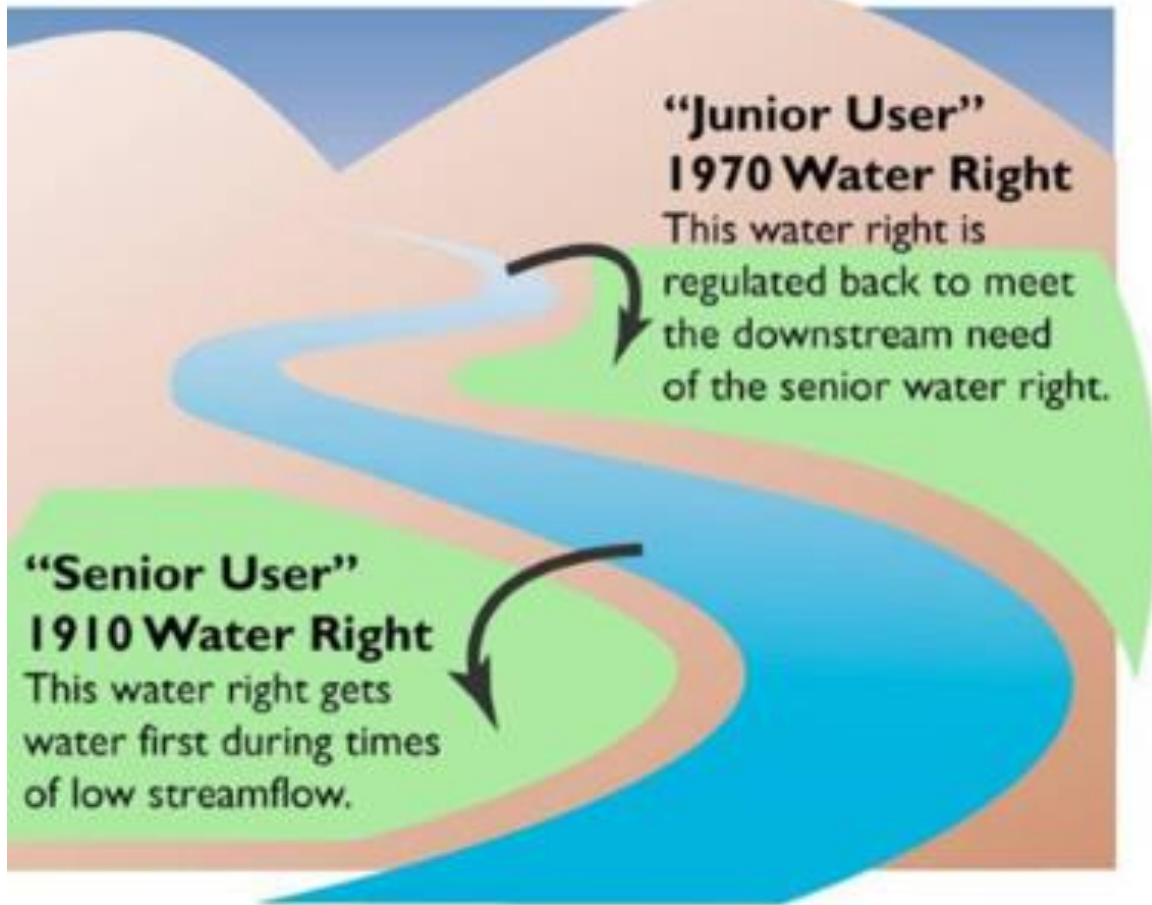 “Junior User”
1970 Water Right
This water right is
regulated back to meet
the downstream need
of the senior water right.
“Senior User”
1910 Water Right
This water right gets
water first during times
of low streamflow.